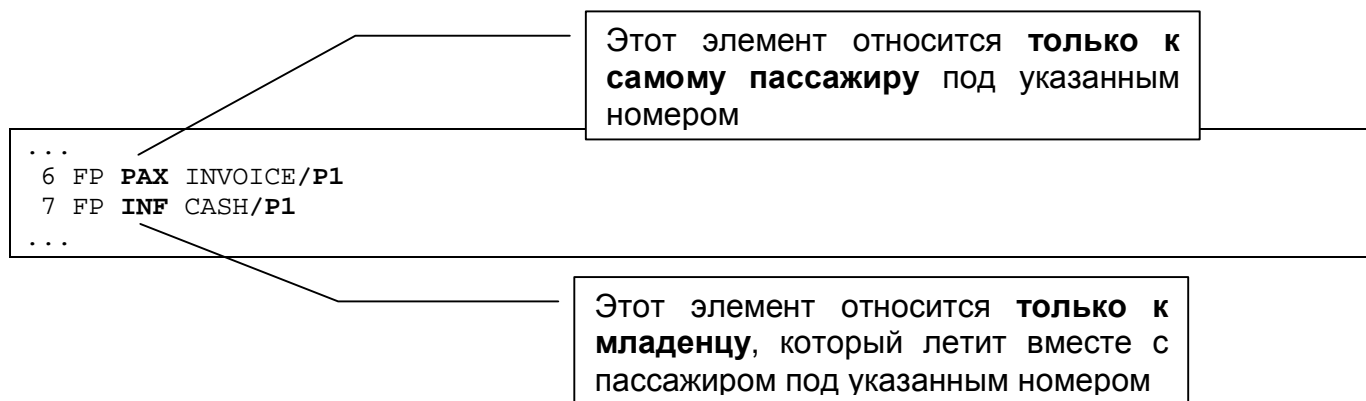 Этот элемент относится только к
самому пассажиру под указанным
номером
...
6 FP PAX INVOICE/P1
7 FP INF CASH/P1
...
Этот элемент относится только к
младенцу, который летит вместе с
пассажиром под указанным номером